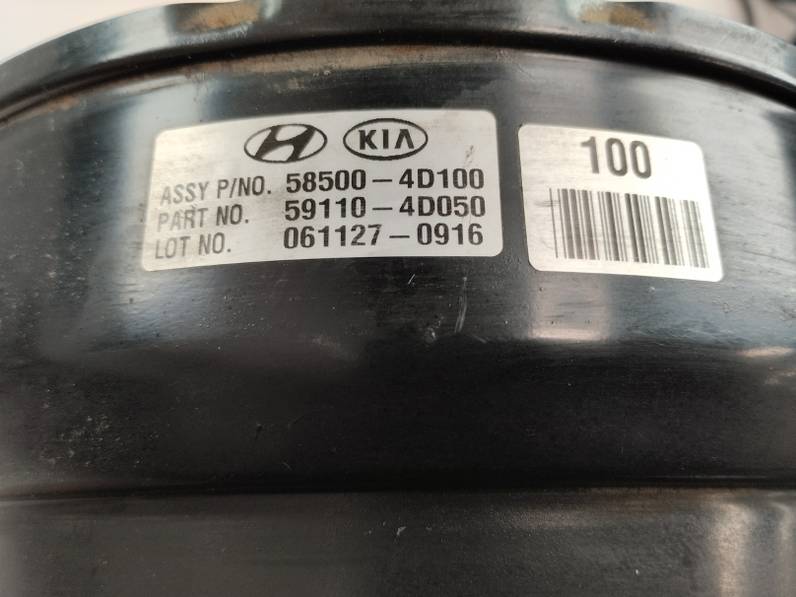 KIA
ASSY P/NO. 58500-4D100
PART NO. 59110-4D050
LOT NO. 061127-0916
100